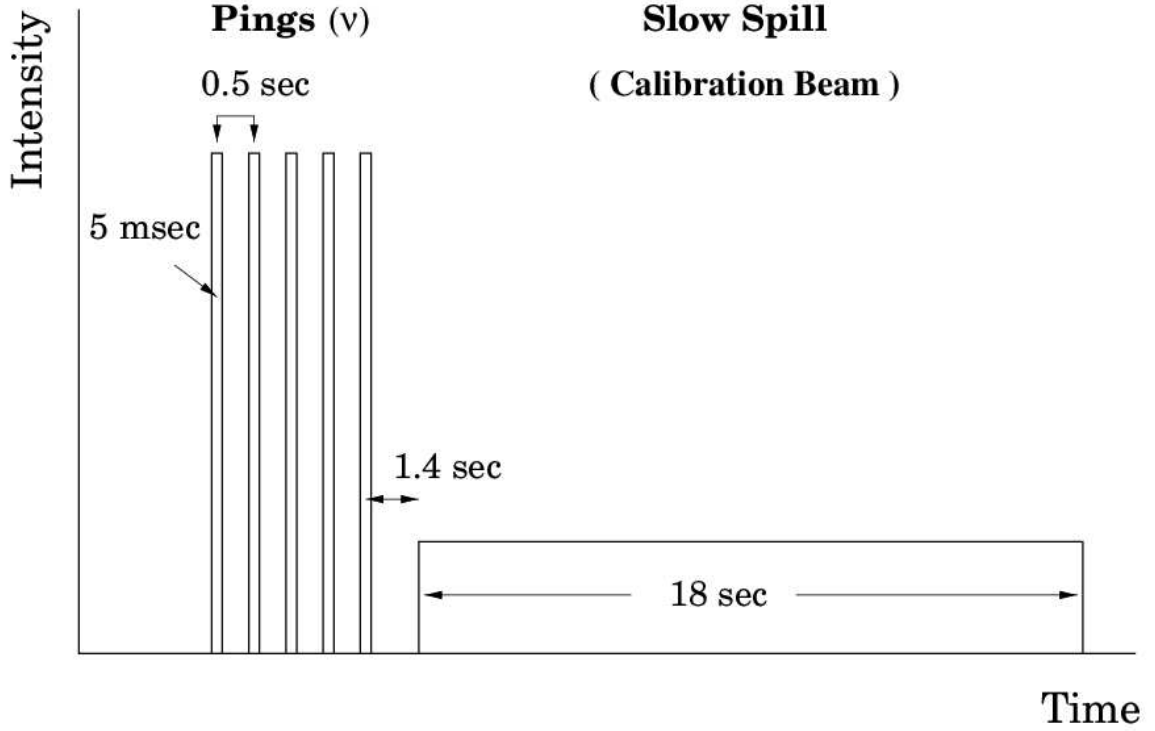 Intensity
Pings (ν)
0.5 sec
5 msec
Slow Spill
( Calibration Beam )
1.4 sec
18 sec
Time